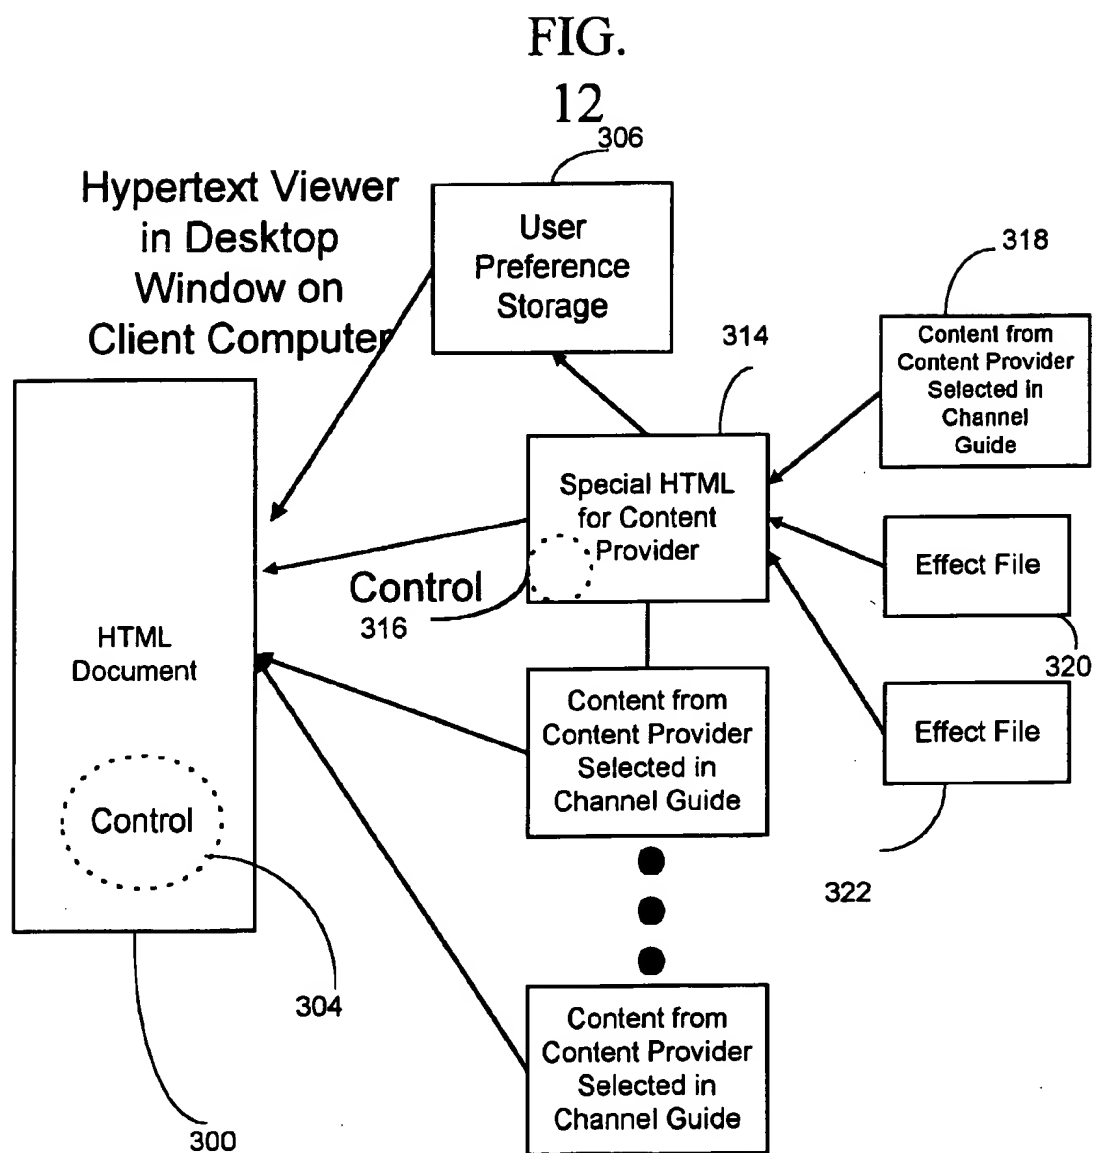 FIG.
12
306
Hypertext Viewer
in Desktop
Window on
Client Computer
User
Preference
Storage
318
314
Content from
Content Provider
Selected in
Channel
Guide
Special HTML
for Content
Provider
Effect File
Control
316
320
HTML
Document
Content from
Content Provider
Selected in
Channel Guide
Effect File
Control
322
304
Content from
Content Provider
Selected in
Channel Guide
300